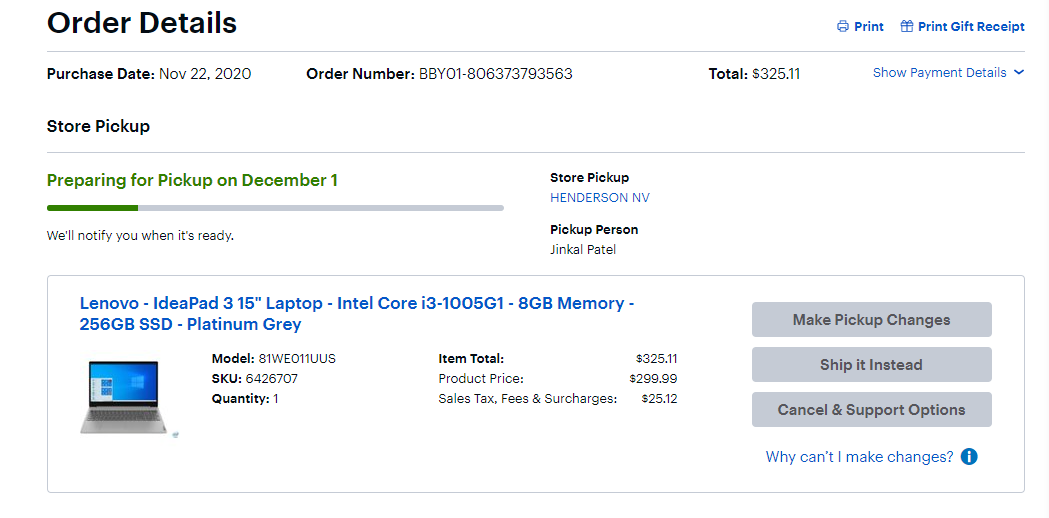 Order Details
Print
Print Gift Receipt
Purchase Date: Nov 22, 2020
Order Number: BBY01-806373793563
Total: $325.11
Show Payment Details
Store Pickup
Preparing for Pickup on December 1
We'll notify you when it's ready.
Store Pickup
HENDERSON NV
Pickup Person
Jinkal Patel
Lenovo - IdeaPad 3 15" Laptop - Intel Core i3-1005G1 - 8GB Memory -
256GB SSD - Platinum Grey
Model: 81WE011UUS
SKU: 6426707
Quantity: 1
Item Total: $325.11
Product Price: $299.99
Sales Tax, Fees & Surcharges: $25.12
Make Pickup Changes
Ship it Instead
Cancel & Support Options
Why can't I make changes?